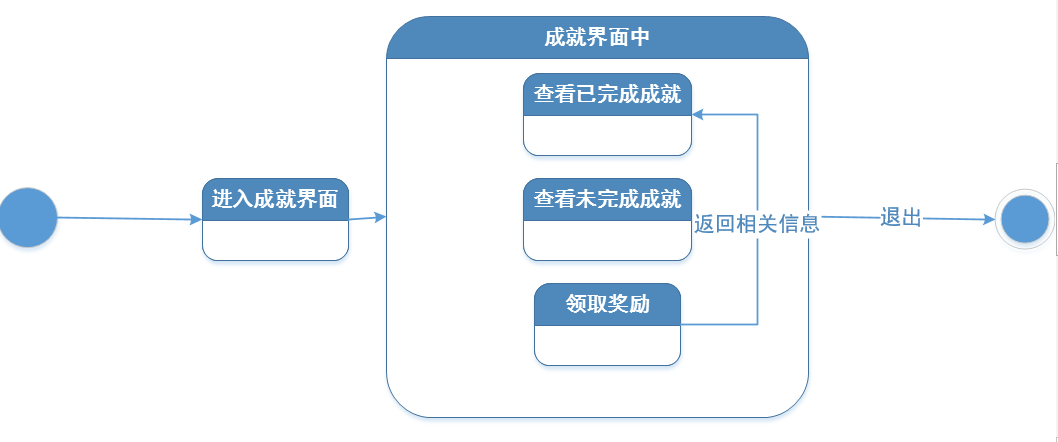 成就界面中
查看已完成成就
进入成就界面
查看未完成成就
返回相关信息
退出
领取奖励